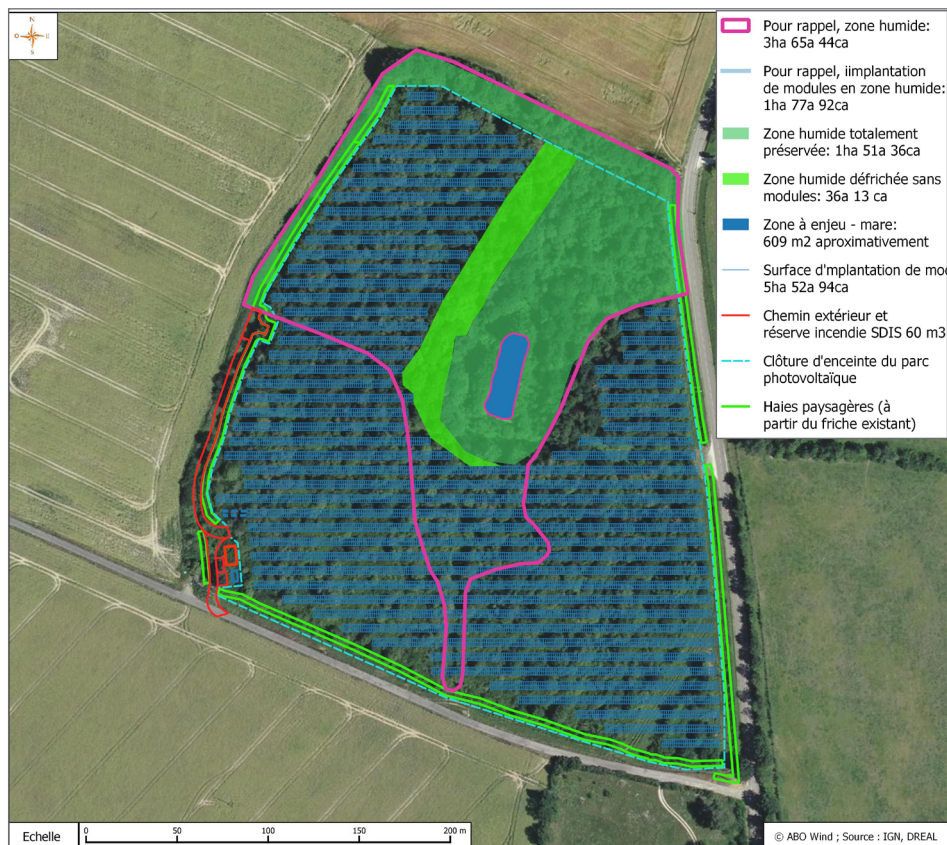 N
O
E
S
Pour rappel, zone humide:
3ha 65a 44ca
Pour rappel, iimplantation
de modules en zone humide:
1ha 77a 92ca
Zone humide totalement
préservée: 1ha 51a 36ca
Zone humide défrichée sans
modules: 36a 13 ca
Zone à enjeu - mare:
609 m2 aproximativement
Surface d'mplantation de mod
5ha 52a 94ca
Chemin extérieur et
réserve incendie SDIS 60 m3
Clôture d'enceinte du parc
photovoltaïque
Haies paysagères (à
partir du friche existant)
Echelle
0 50 100 150 200 m
© ABO Wind ; Source : IGN, DREAL